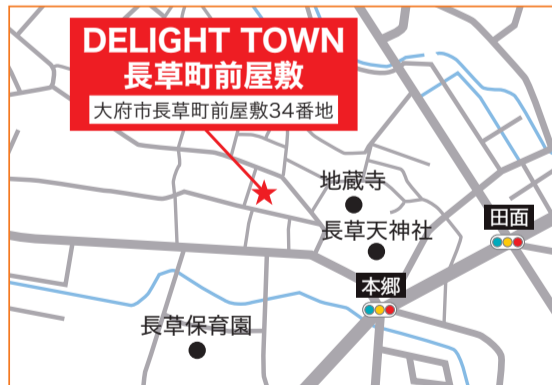 DELIGHT TOWN
長草町前屋敷
大府市長草町前屋敷34番地
地蔵寺
田面
長草天神社
本郷
長草保育園